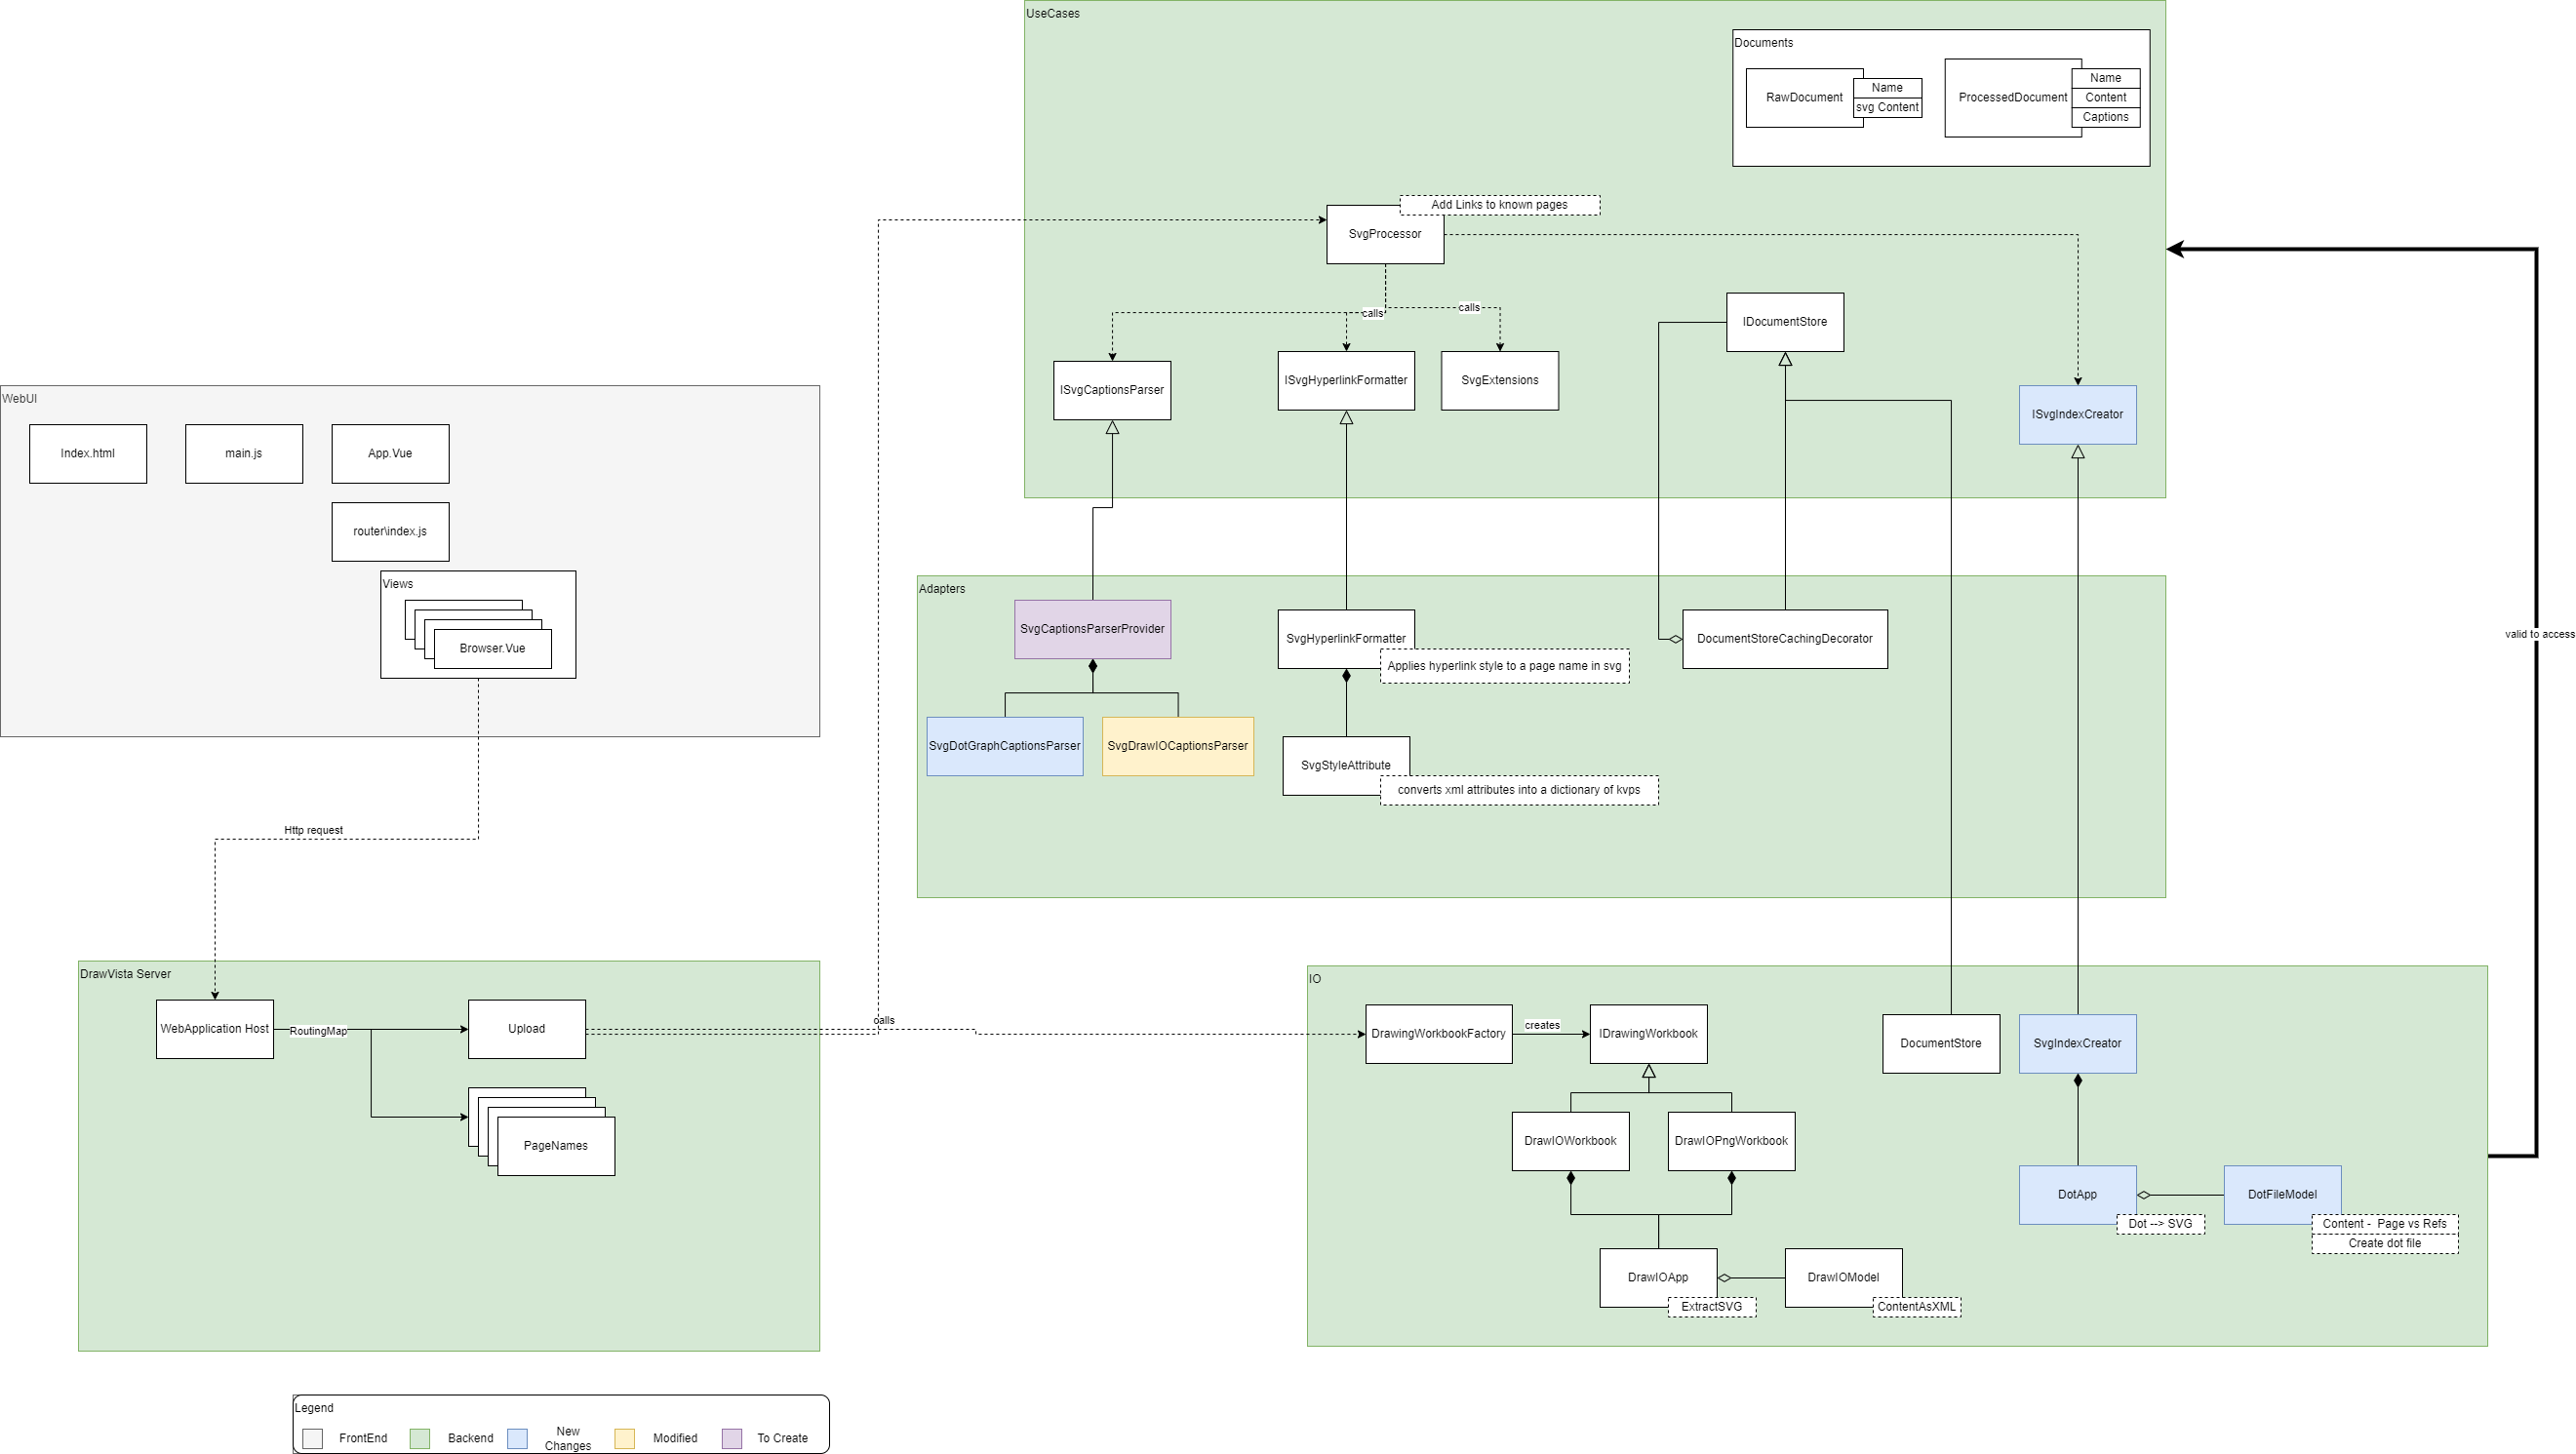 UseCases
Documents
RawDocument
Name
svg Content
ProcessedDocument
Name
Content
Captions
Add Links to known pages
SvgProcessor
calls
calls
IDocumentStore
ISvgCaptionsParser
ISvgHyperlinkFormatter
SvgExtensions
ISvgIndexCreator
WebUI
Index.html
main.js
App.Vue
router\index.js
Views
Browser.Vue
Adapters
SvgCaptionsParserProvider
SvgHyperlinkFormatter
Applies hyperlink style to a page name in svg
DocumentStoreCachingDecorator
valid to access
SvgDotGraphCaptionsParser
SvgDrawIOCaptionsParser
SvgStyleAttribute
converts xml attributes into a dictionary of kvps
Http request
DrawVista Server
WebApplication Host
RoutingMap
Upload
calls
PageNames
IO
DrawingWorkbookFactory
creates
IDrawingWorkbook
DocumentStore
SvgIndexCreator
DrawIOWorkbook
DrawIOPngWorkbook
DotApp
Dot --> SVG
DotFileModel
Content - Page vs Refs
Create dot file
DrawIOApp
ExtractSVG
DrawIOModel
ContentAsXML
Legend
FrontEnd
Backend
New
Changes
Modified
To Create